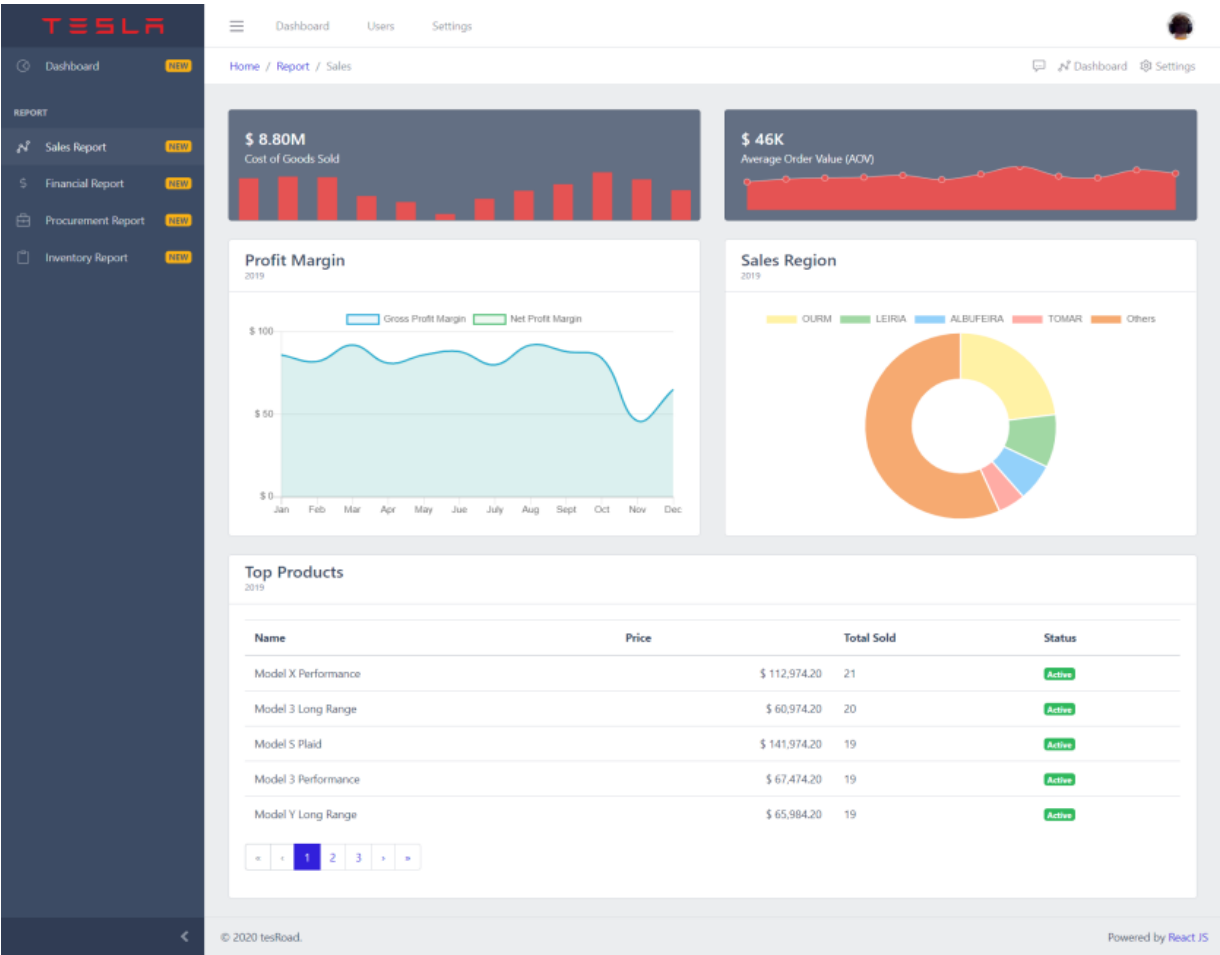 TESLA
Dashboard NEW
REPORT
Sales Report NEW
Financial Report NEW
Procurement Report NEW
Inventory Report NEW
Dashboard Users Settings
Home / Report / Sales
Dashboard Settings
$ 8.80M
Cost of Goods Sold
$ 46K
Average Order Value (AOV)
Profit Margin
2019
Gross Profit Margin Net Profit Margin
$ 100
$ 50
$ 0
Jan Feb Mar Apr May Jue July Aug Sept Oct Nov Dec
Sales Region
2019
OURM LEIRIA ALBUFEIRA TOMAR Others
Top Products
2019
Name Price Total Sold Status
Model X Performance $ 112,974.20 21 Active
Model 3 Long Range $ 60,974.20 20 Active
Model S Plaid $ 141,974.20 19 Active
Model 3 Performance $ 67,474.20 19 Active
Model Y Long Range $ 65,984.20 19 Active
« ‹ 1 2 3 › »
© 2020 tesRoad.
Powered by React JS